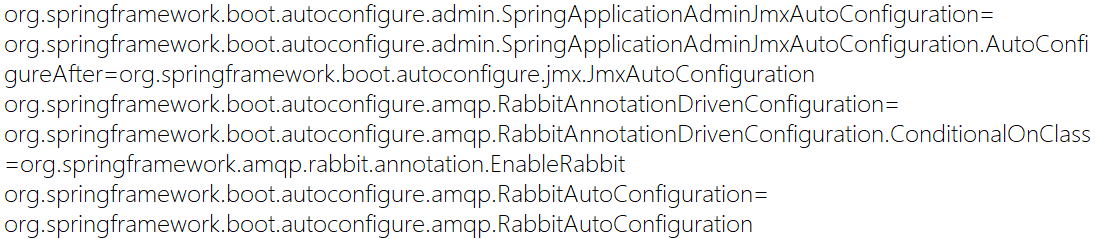 org.springframework.boot.autoconfigure.admin.SpringApplicationAdminJmxAutoConfiguration=
org.springframework.boot.autoconfigure.admin.SpringApplicationAdminJmxAutoConfiguration.AutoConfi
gureAfter=org.springframework.boot.autoconfigure.jmx.JmxAutoConfiguration
org.springframework.boot.autoconfigure.amqp.RabbitAnnotationDrivenConfiguration=
org.springframework.boot.autoconfigure.amqp.RabbitAnnotationDrivenConfiguration.ConditionalOnClass
=org.springframework.amqp.rabbit.annotation.EnableRabbit
org.springframework.boot.autoconfigure.amqp.RabbitAutoConfiguration=
org.springframework.boot.autoconfigure.amqp.RabbitAutoConfiguration